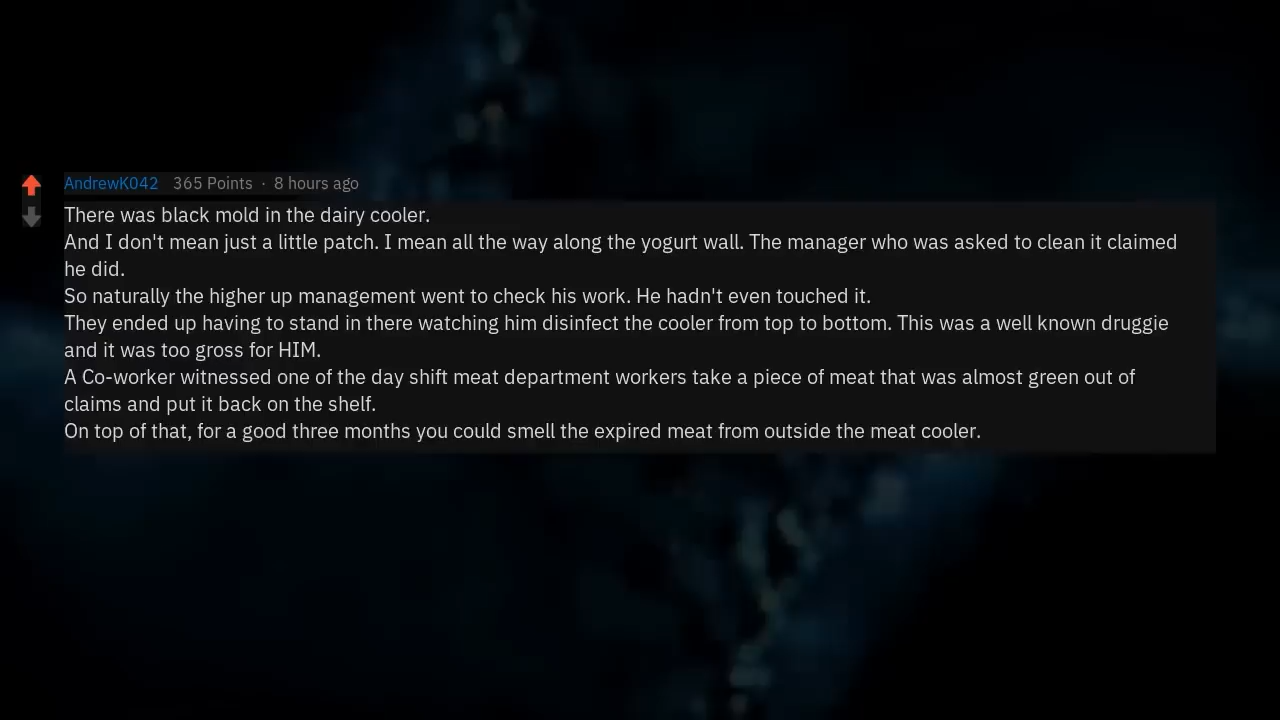 AndrewK042 365 Points · 8 hours ago
There was black mold in the dairy cooler.
And I don't mean just a little patch. I mean all the way along the yogurt wall. The manager who was asked to clean it claimed
he did.
So naturally the higher up management went to check his work. He hadn't even touched it.
They ended up having to stand in there watching him disinfect the cooler from top to bottom. This was a well known druggie
and it was too gross for HIM.
A Co-worker witnessed one of the day shift meat department workers take a piece of meat that was almost green out of
claims and put it back on the shelf.
On top of that, for a good three months you could smell the expired meat from outside the meat cooler.